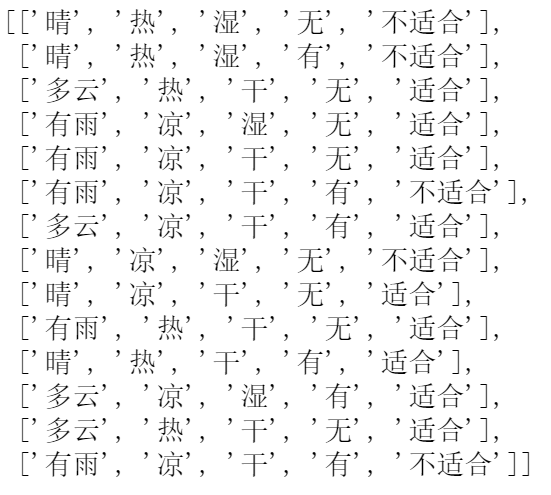 [['晴', '热', '湿', '无', '不适合'],
['晴', '热', '湿', '有', '不适合'],
['多云', '热', '干', '无', '适合'],
['有雨', '凉', '湿', '无', '适合'],
['有雨', '凉', '干', '无', '适合'],
['有雨', '凉', '干', '有', '不适合'],
['多云', '凉', '干', '有', '适合'],
['晴', '凉', '湿', '无', '不适合'],
['晴', '凉', '干', '无', '适合'],
['有雨', '热', '干', '无', '适合'],
['晴', '热', '干', '有', '适合'],
['多云', '凉', '湿', '有', '适合'],
['多云', '热', '干', '无', '适合'],
['有雨', '凉', '干', '有', '不适合']]